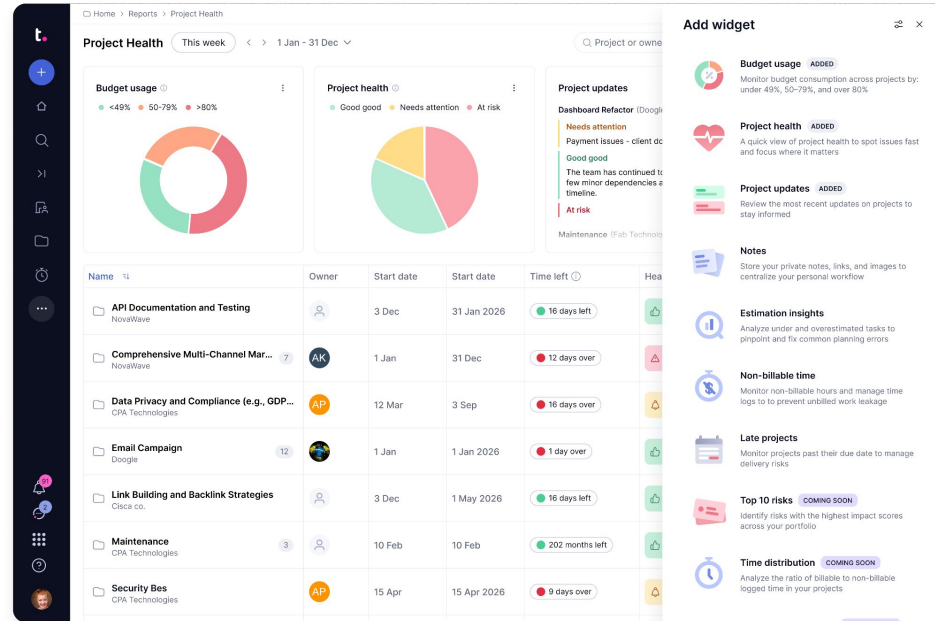 t.
Home > Reports > Project Health
Project Health
This week
< > 1 Jan - 31 Dec
Project or owne
Budget usage
<49% 50-79% >80%
Project health
Good good Needs attention At risk
Project updates
Dashboard Refactor (Doogl
Needs attention
Payment issues - client do
Good good
The team has continued to
few minor dependencies a
timeline.
At risk
Maintenance (Fab Technolo
Name Owner Start date Start date Time left Hea
API Documentation and Testing
NovaWave
3 Dec 31 Jan 2026 16 days left
Comprehensive Multi-Channel Mar... 7
NovaWave
AK 1 Jan 31 Dec 12 days over
Data Privacy and Compliance (e.g., GDP...
CPA Technologies
AP 12 Mar 3 Sep 16 days over
Email Campaign 12
Doogle
1 Jan 1 Jan 2026 1 day over
Link Building and Backlink Strategies
Cisca co.
3 Dec 1 May 2026 16 days left
Maintenance 3
CPA Technologies
10 Feb 10 Feb 202 months left
Security Bes
CPA Technologies
AP 15 Apr 15 Apr 2026 9 days over
91
2
Add widget
Budget usage ADDED
Monitor budget consumption across projects by:
under 49%, 50–79%, and over 80%
Project health ADDED
A quick view of project health to spot issues fast
and focus where it matters
Project updates ADDED
Review the most recent updates on projects to
stay informed
Notes
Store your private notes, links, and images to
centralize your personal workflow
Estimation insights
Analyze under and overestimated tasks to
pinpoint and fix common planning errors
Non-billable time
Monitor non-billable hours and manage time
logs to to prevent unbilled work leakage
Late projects
Monitor projects past their due date to manage
delivery risks
Top 10 risks COMING SOON
Identify risks with the highest impact scores
across your portfolio
Time distribution COMING SOON
Analyze the ratio of billable to non-billable
logged time in your projects